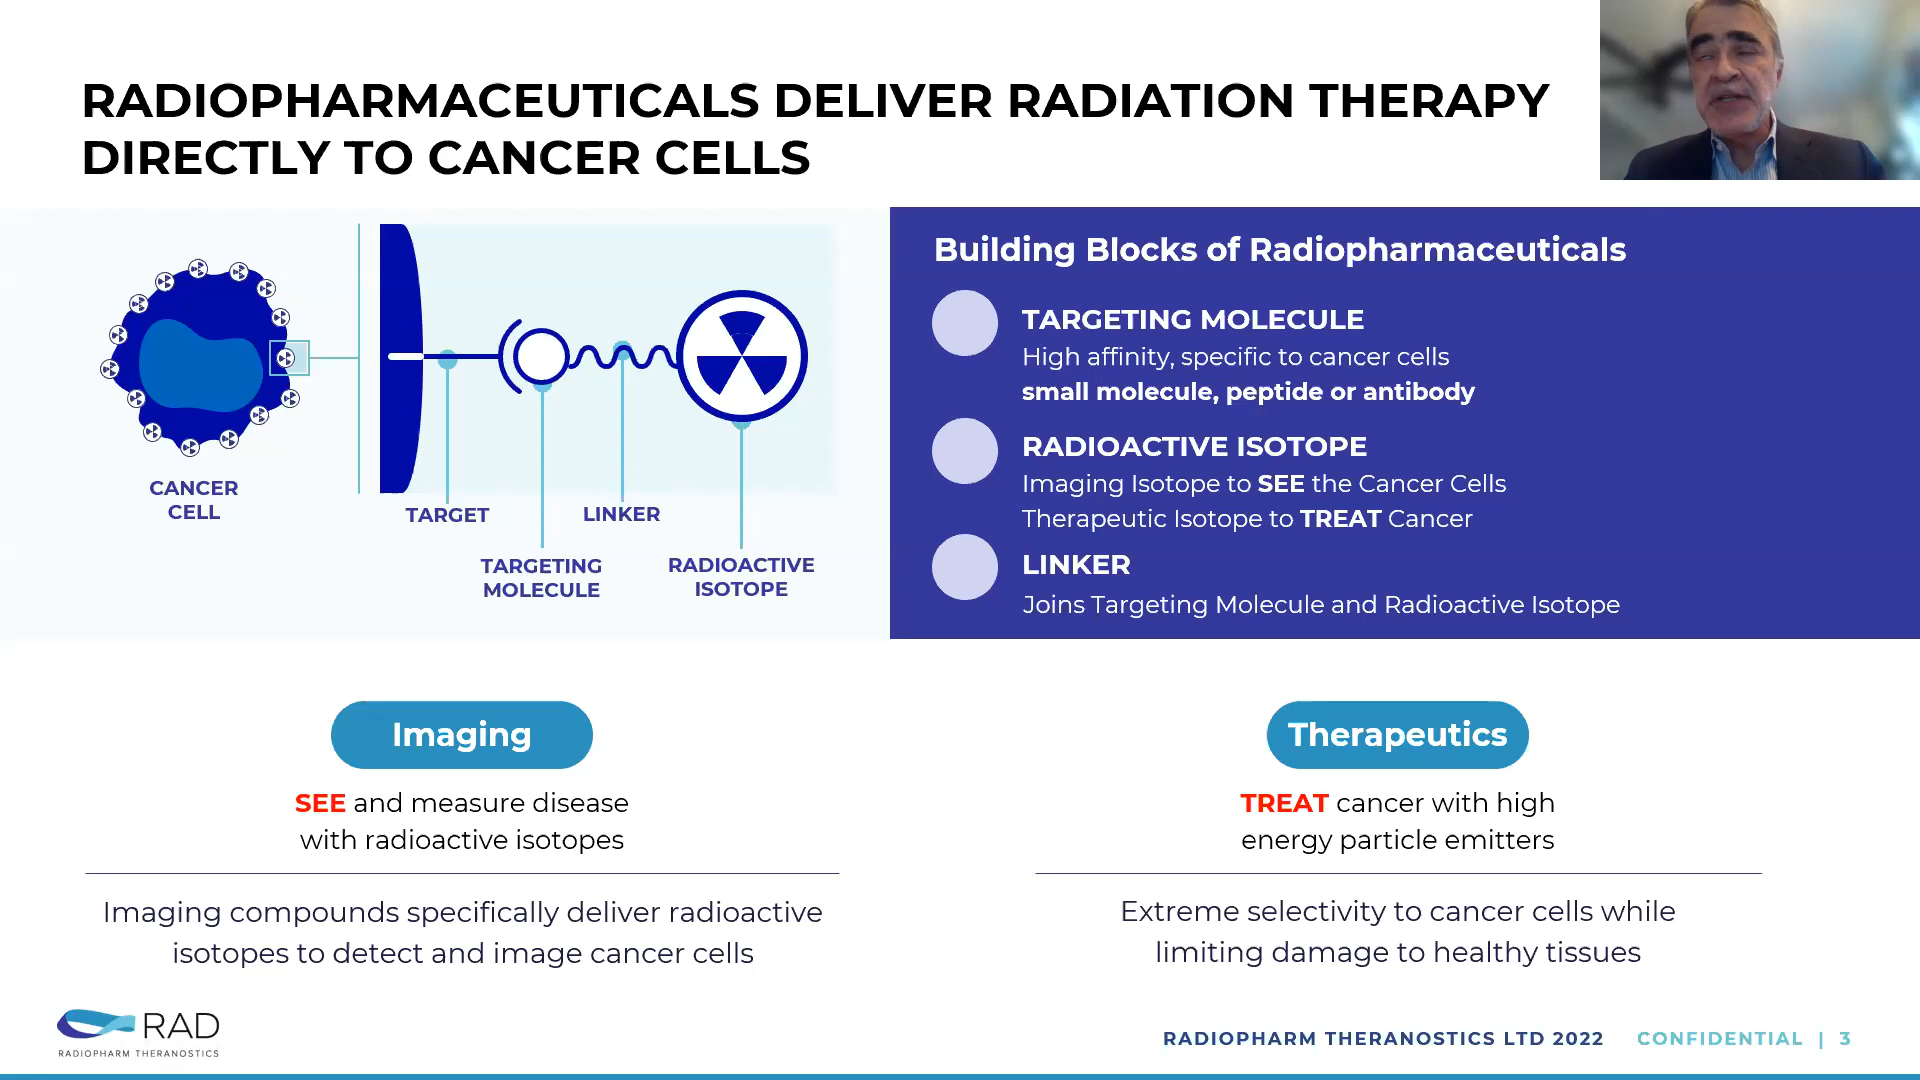 RADIOPHARMACEUTICALS DELIVER RADIATION THERAPY
DIRECTLY TO CANCER CELLS
CANCER
CELL
TARGET
LINKER
TARGETING
MOLECULE
RADIOACTIVE
ISOTOPE
Building Blocks of Radiopharmaceuticals
TARGETING MOLECULE
High affinity, specific to cancer cells
small molecule, peptide or antibody
RADIOACTIVE ISOTOPE
Imaging Isotope to SEE the Cancer Cells
Therapeutic Isotope to TREAT Cancer
LINKER
Joins Targeting Molecule and Radioactive Isotope
Imaging
SEE and measure disease
with radioactive isotopes
Imaging compounds specifically deliver radioactive
isotopes to detect and image cancer cells
Therapeutics
TREAT cancer with high
energy particle emitters
Extreme selectivity to cancer cells while
limiting damage to healthy tissues
RAD
RADIOPHARM THERANOSTICS
RADIOPHARM THERANOSTICS LTD 2022 CONFIDENTIAL | 3